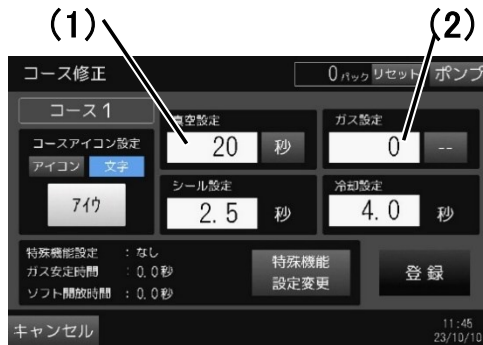 (1) (2)
コース修正 0パック リセット ポンプ
コース1
コースアイコン設定
アイコン 文字
アイウ
真空設定
20 秒
ガス設定
0 --
シール設定
2.5 秒
冷却設定
4.0 秒
特殊機能設定 : なし
ガス安定時間 : 0.0秒
ソフト開放時間 : 0.0秒
特殊機能
設定変更
登録
キャンセル
11:45
23/10/10